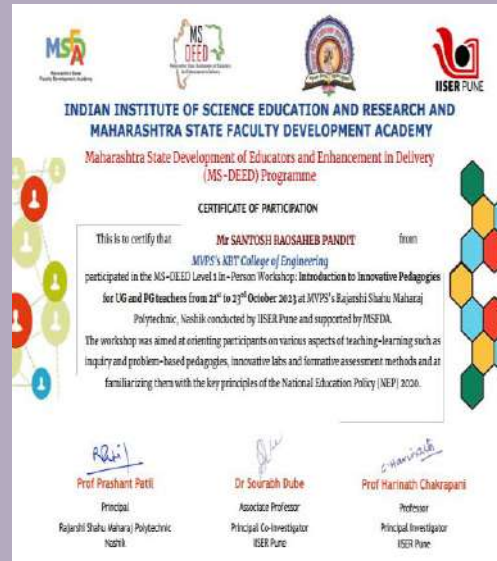 MSFDA
Maharashtra State
Faculty Development Academy
MS
DEED
IISER PUNE
INDIAN INSTITUTE OF SCIENCE EDUCATION AND RESEARCH AND
MAHARASHTRA STATE FACULTY DEVELOPMENT ACADEMY
Maharashtra State Development of Educators and Enhancement in Delivery
(MS-DEED) Programme
CERTIFICATE OF PARTICIPATION
This is to certify that Mr SANTOSH RAOSAHEB PANDIT from
MVPS's KBT College of Engineering
participated in the MS-DEED Level 1 In-Person Workshop: Introduction to Innovative Pedagogies
for UG and PG teachers from 21st to 23rd October 2023 at MVPS's Rajarshi Shahu Maharaj
Polytechnic, Nashik conducted by IISER Pune and supported by MSFDA.
The workshop was aimed at orienting participants on various aspects of teaching-learning such as
inquiry and problem-based pedagogies, innovative labs and formative assessment methods and at
familiarizing them with the key principles of the National Education Policy (NEP) 2020.
C. Harinath
Prof Prashant Patil
Dr Sourabh Dube
Prof Harinath Chakrapani
Principal
Associate Professor
Professor
Rajarshi Shahu Maharaj Polytechnic
Principal Co-Investigator
Principal Investigator
Nashik
IISER Pune
IISER Pune